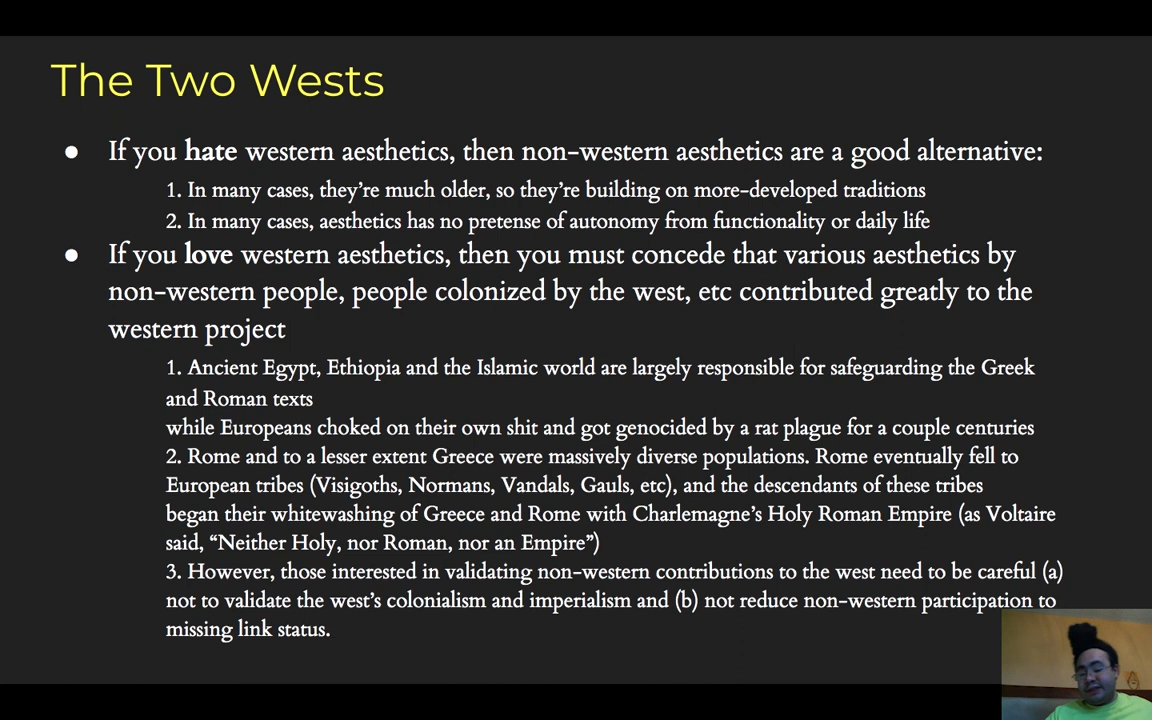 The Two Wests
● If you hate western aesthetics, then non-western aesthetics are a good alternative:
1. In many cases, they're much older, so they're building on more-developed traditions
2. In many cases, aesthetics has no pretense of autonomy from functionality or daily life
● If you love western aesthetics, then you must concede that various aesthetics by
non-western people, people colonized by the west, etc contributed greatly to the
western project
1. Ancient Egypt, Ethiopia and the Islamic world are largely responsible for safeguarding the Greek
and Roman texts
while Europeans choked on their own shit and got genocided by a rat plague for a couple centuries
2. Rome and to a lesser extent Greece were massively diverse populations. Rome eventually fell to
European tribes (Visigoths, Normans, Vandals, Gauls, etc), and the descendants of these tribes
began their whitewashing of Greece and Rome with Charlemagne's Holy Roman Empire (as Voltaire
said, “Neither Holy, nor Roman, nor an Empire”)
3. However, those interested in validating non-western contributions to the west need to be careful (a)
not to validate the west's colonialism and imperialism and (b) not reduce non-western participation to
missing link status.